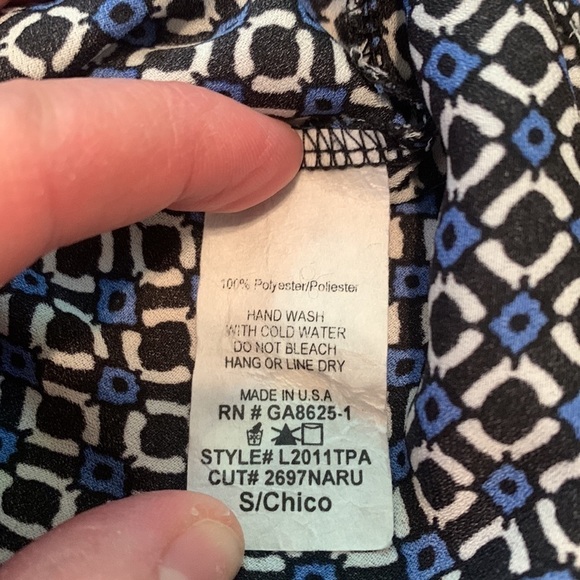 100% Polyester/Poliester
HAND WASH
WITH COLD WATER
DO NOT BLEACH
HANG OR LINE DRY
MADE IN U.S.A
RN # GA8625-1
STYLE# L2011TPA
CUT# 2697NARU
S/Chico